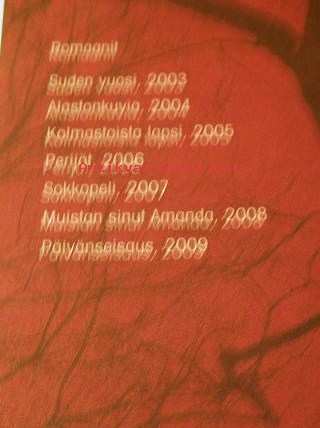 Romaanit
Suden vuosi, 2003
Alastonkuvia, 2004
Kolmastoista lapsi, 2005
Perijät, 2006
Sokkopeli, 2007
Muistan sinut Amanda, 2008
Päivänseisaus, 2009